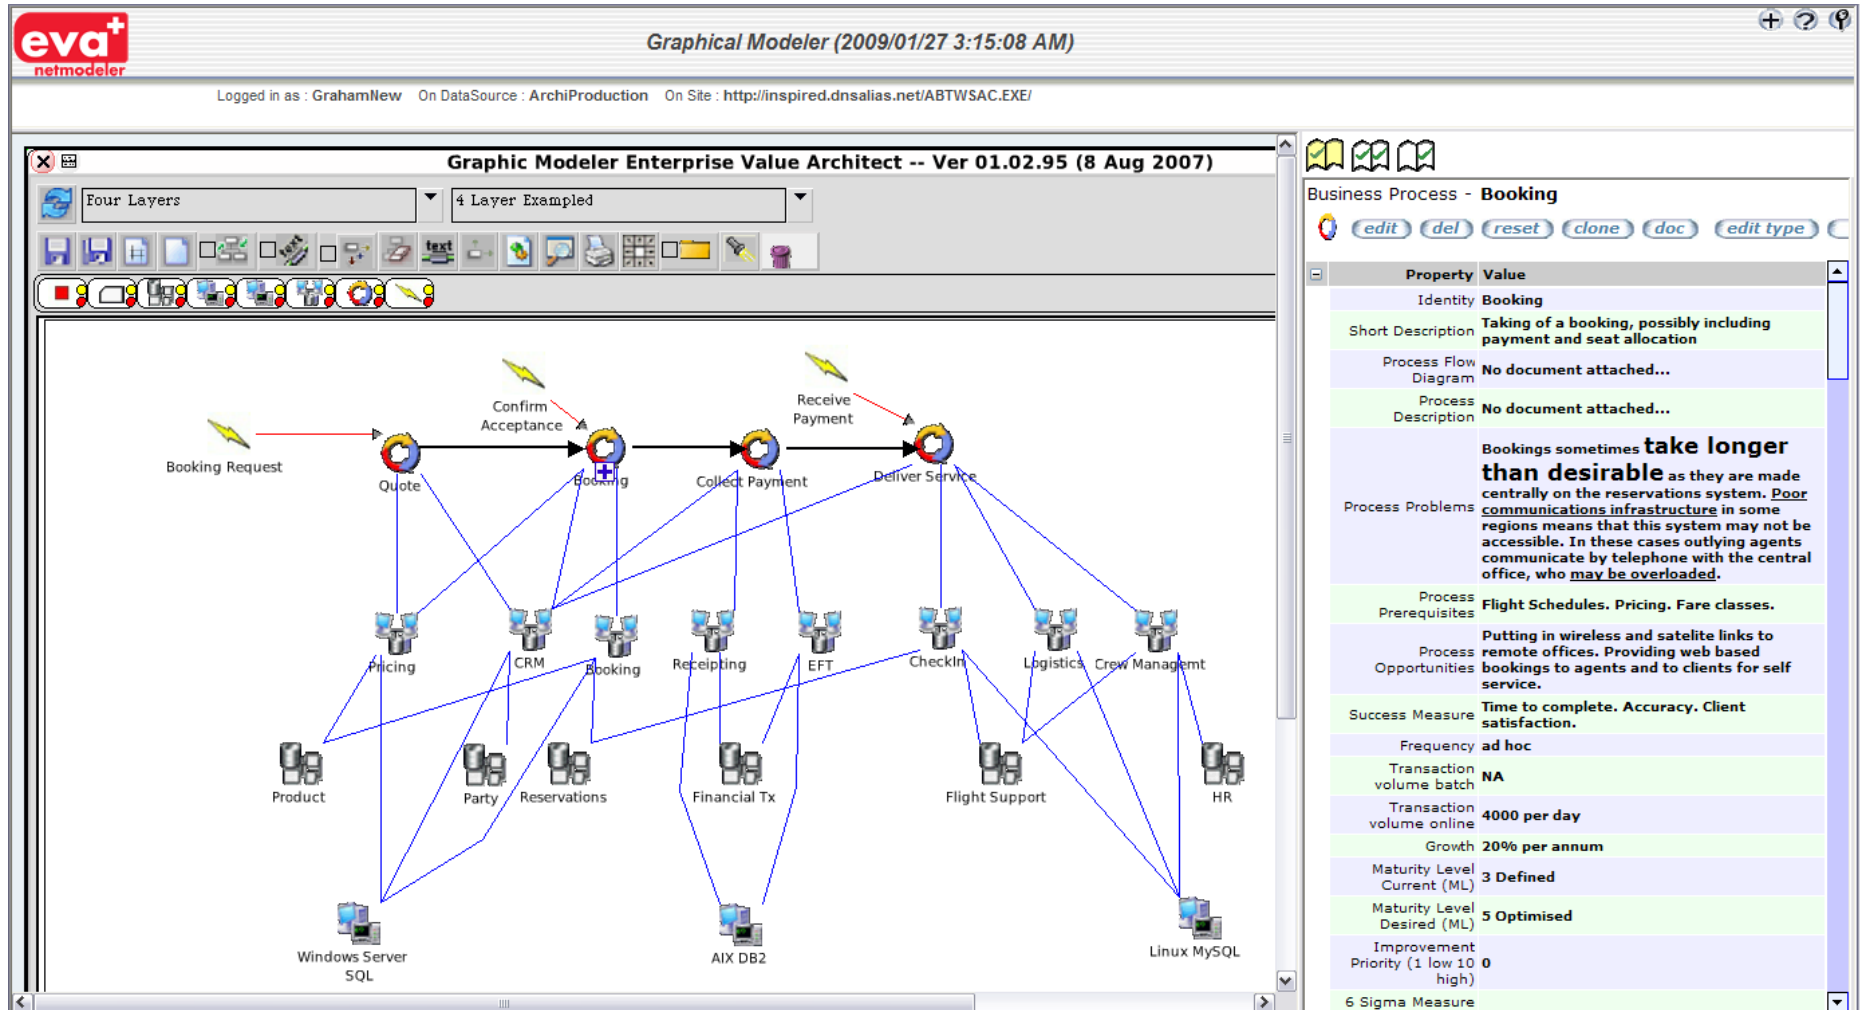 eva+
netmodeler
Graphical Modeler (2009/01/27 3:15:08 AM)
Logged in as : GrahamNew On DataSource : ArchiProduction On Site : http://inspired.dnsalias.net/ABTWSAC.EXE/
Graphic Modeler Enterprise Value Architect -- Ver 01.02.95 (8 Aug 2007)
Four Layers
4 Layer Exampled
text
Booking Request
Confirm
Acceptance
Receive
Payment
Quote
Booking
Collect Payment
Deliver Service
Pricing
CRM
Booking
Receipting
EFT
CheckIn
Logistics
Crew Managemt
Product
Party
Reservations
Financial Tx
Flight Support
HR
Windows Server
SQL
AIX DB2
Linux MySQL
Business Process - Booking
edit
del
reset
clone
doc
edit type
Property Value
Identity Booking
Short Description Taking of a booking, possibly including
payment and seat allocation
Process Flow
Diagram No document attached...
Process
Description No document attached...
Process Problems Bookings sometimes take longer
than desirable as they are made
centrally on the reservations system. Poor
communications infrastructure in some
regions means that this system may not be
accessible. In these cases outlying agents
communicate by telephone with the central
office, who may be overloaded.
Process
Prerequisites Flight Schedules. Pricing. Fare classes.
Process
Opportunities Putting in wireless and satelite links to
remote offices. Providing web based
bookings to agents and to clients for self
service.
Success Measure Time to complete. Accuracy. Client
satisfaction.
Frequency ad hoc
Transaction
volume batch NA
Transaction
volume online 4000 per day
Growth 20% per annum
Maturity Level
Current (ML) 3 Defined
Maturity Level
Desired (ML) 5 Optimised
Improvement
Priority (1 low 10
high) 0
6 Sigma Measure